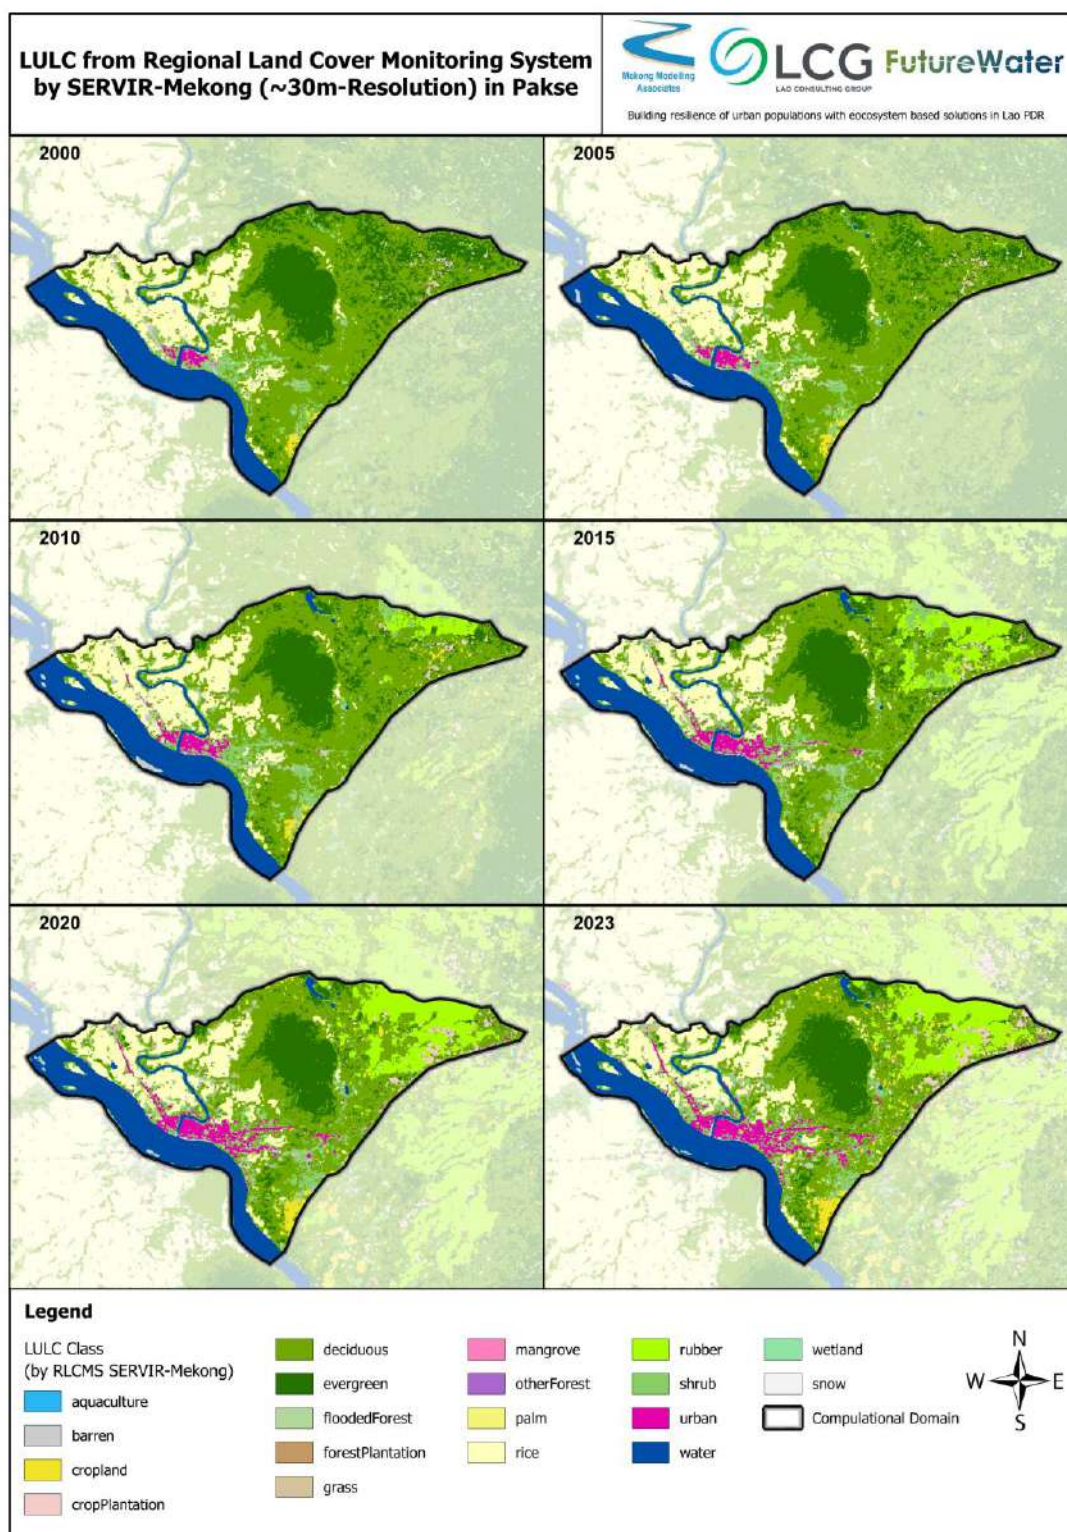 LULC from Regional Land Cover Monitoring System
by SERVIR-Mekong (~30m-Resolution) in Pakse
Mekong Modelling
Associates
LCG
LAO CONSULTING GROUP
FutureWater
Building resilience of urban populations with eocosystem based solutions in Lao PDR
2000
2005
2010
2015
2020
2023
Legend
LULC Class
(by RLCMS SERVIR-Mekong)
aquaculture
barren
cropland
cropPlantation
deciduous
evergreen
floodedForest
forestPlantation
grass
mangrove
otherForest
palm
rice
rubber
shrub
urban
water
wetland
snow
Compulational Domain
N
W
E
S